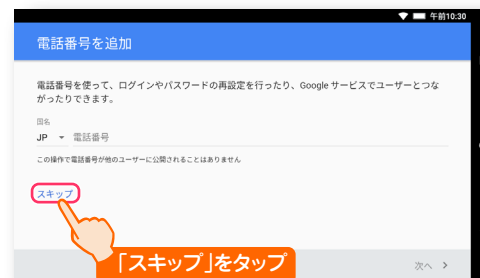 午前10:30
電話番号を追加
電話番号を使って、ログインやパスワードの再設定を行ったり、Google サービスでユーザーとつな
がったりできます。
国名
JP 電話番号
この操作で電話番号が他のユーザーに公開されることはありません
スキップ
「スキップ」をタップ
次へ